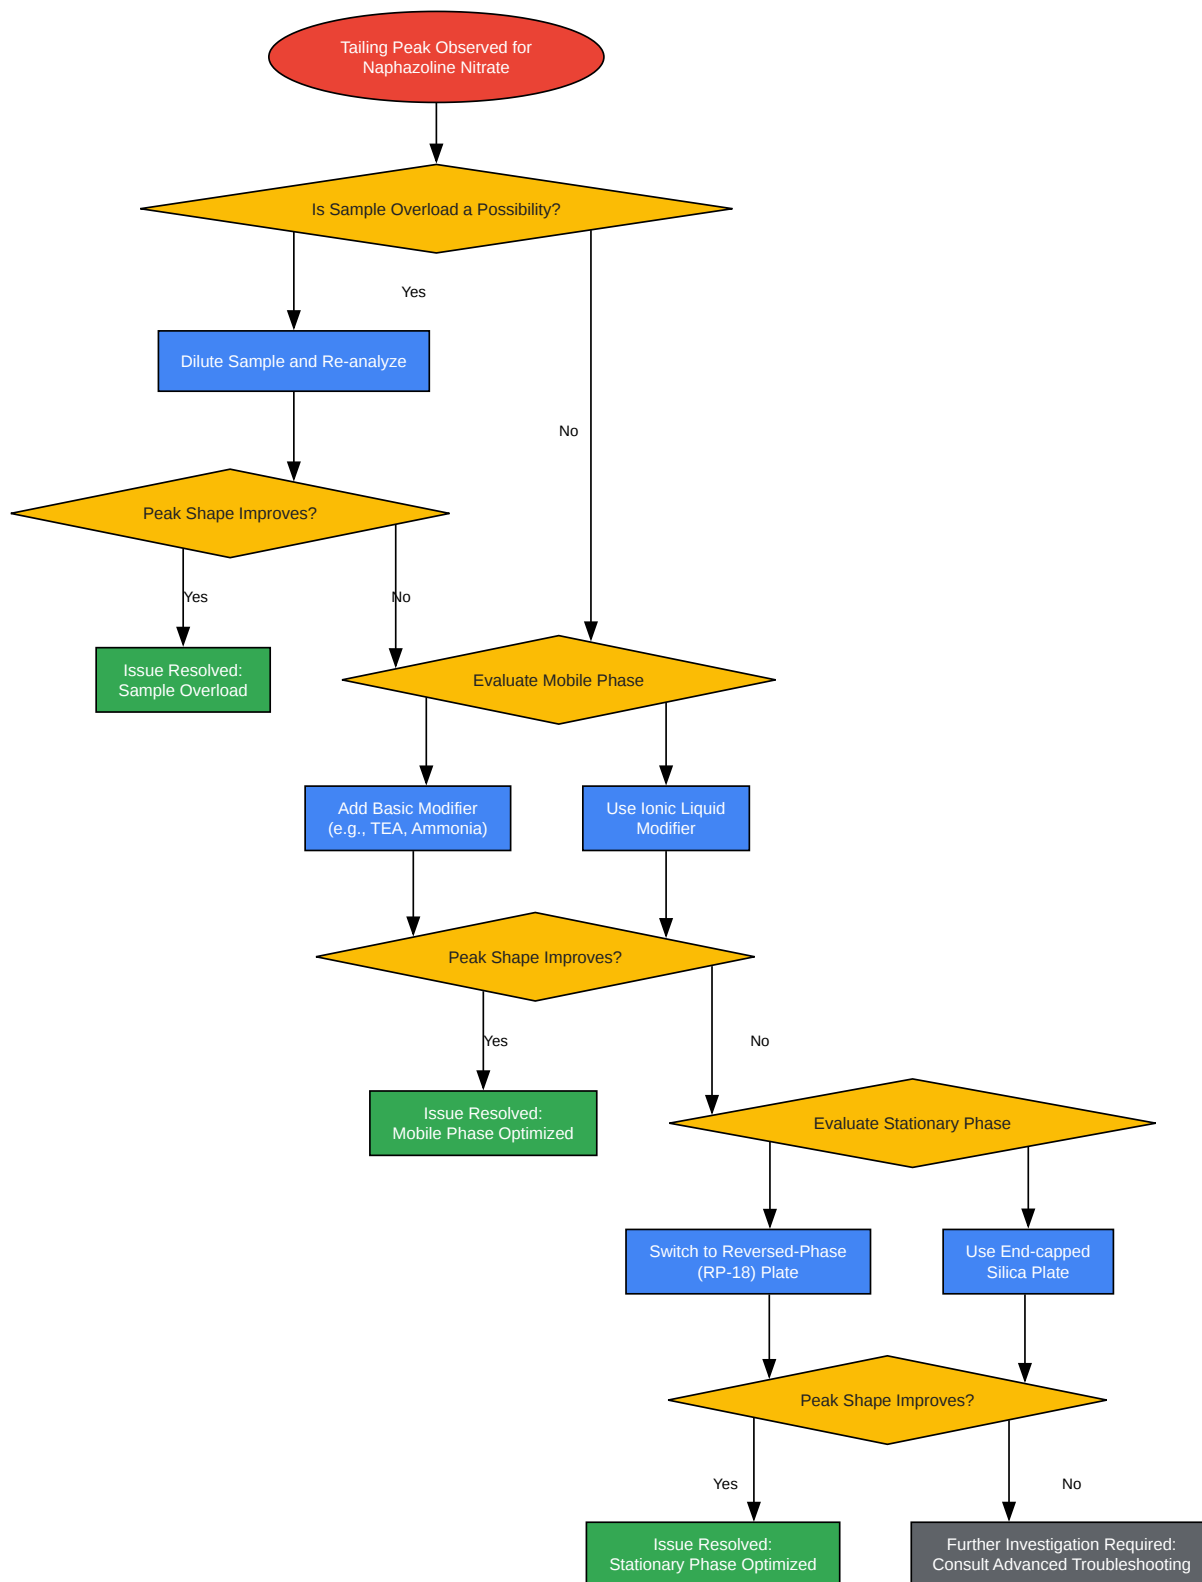 Tailing Peak Observed for
Naphazoline Nitrate
Is Sample Overload a Possibility?
Yes
Dilute Sample and Re-analyze
No
Peak Shape Improves?
Yes
No
Issue Resolved:
Sample Overload
Evaluate Mobile Phase
Add Basic Modifier
(e.g., TEA, Ammonia)
Use Ionic Liquid
Modifier
Peak Shape Improves?
Yes
No
Issue Resolved:
Mobile Phase Optimized
Evaluate Stationary Phase
Switch to Reversed-Phase
(RP-18) Plate
Use End-capped
Silica Plate
Peak Shape Improves?
Yes
No
Issue Resolved:
Stationary Phase Optimized
Further Investigation Required:
Consult Advanced Troubleshooting